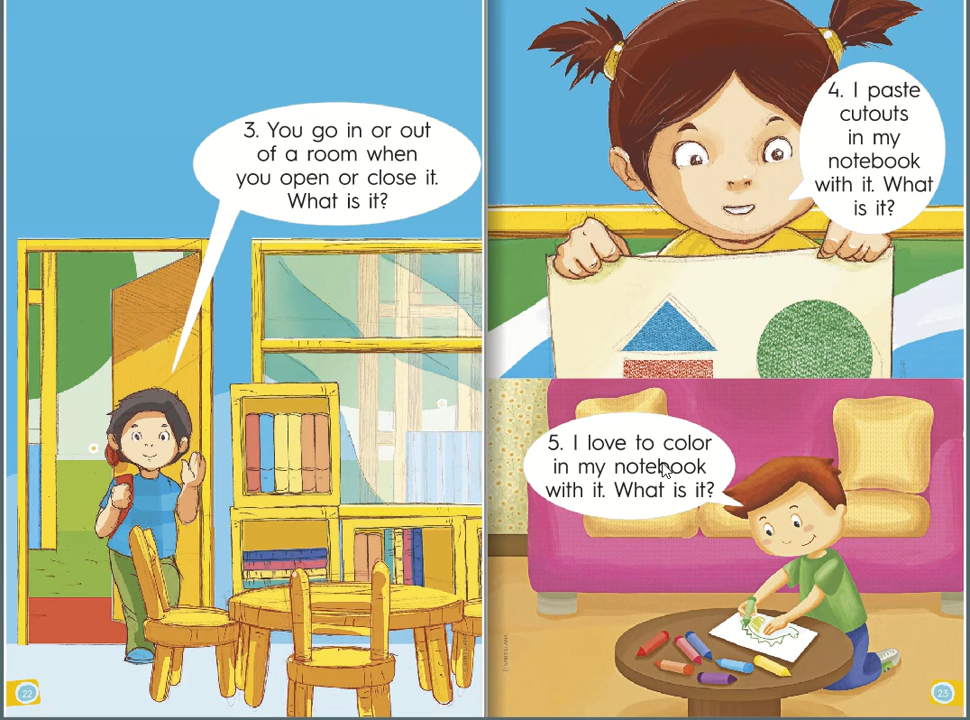 3. You go in or out
of a room when
you open or close it.
What is it?
22
4. I paste
cutouts
in my
notebook
with it. What
is it?
5. I love to color
in my notebook
with it. What is it?
23